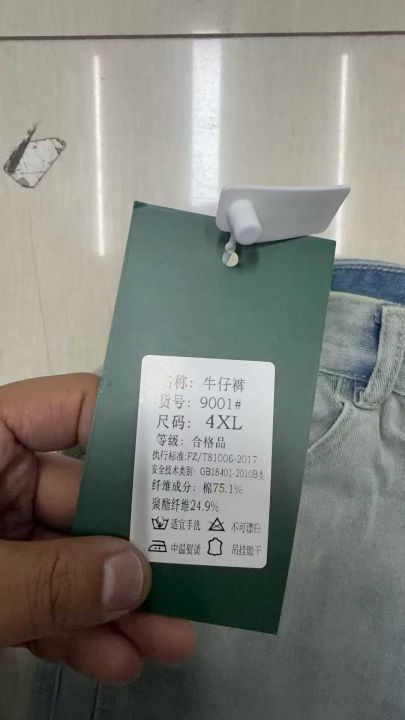 名称: 牛仔裤
货号: 9001#
尺码: 4XL
等级: 合格品
执行标准:FZ/T81006-2017
安全技术类别: GB18401-2010B类
纤维成分: 棉75.1%
聚酯纤维24.9%
适宜手洗 不可漂白
中温熨烫 吊挂晾干